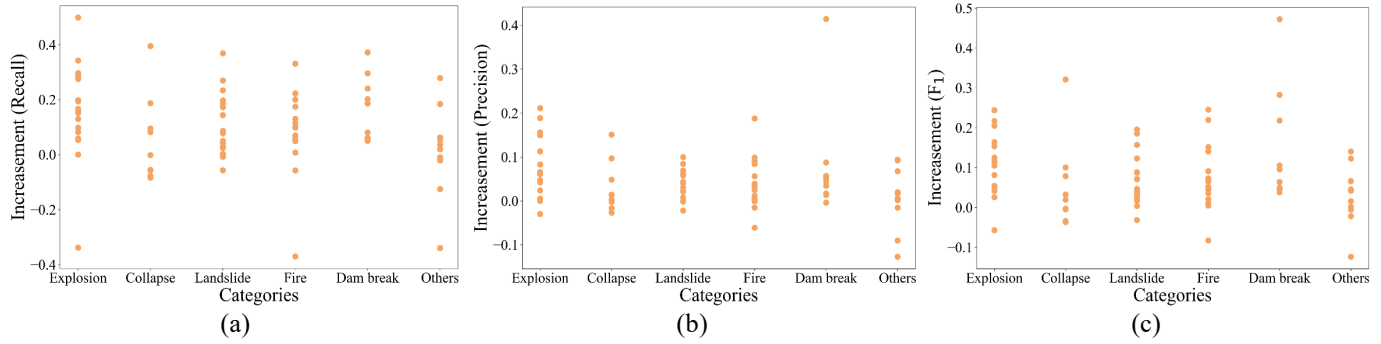 Increasement (Recall)
0.4
0.2
0.0
−0.2
−0.4
Explosion Collapse Landslide Fire Dam break Others
Categories
(a)
Increasement (Precision)
0.4
0.3
0.2
0.1
0.0
−0.1
Explosion Collapse Landslide Fire Dam break Others
Categories
(b)
Increasement (F1)
0.5
0.4
0.3
0.2
0.1
0.0
−0.1
Explosion Collapse Landslide Fire Dam break Others
Categories
(c)